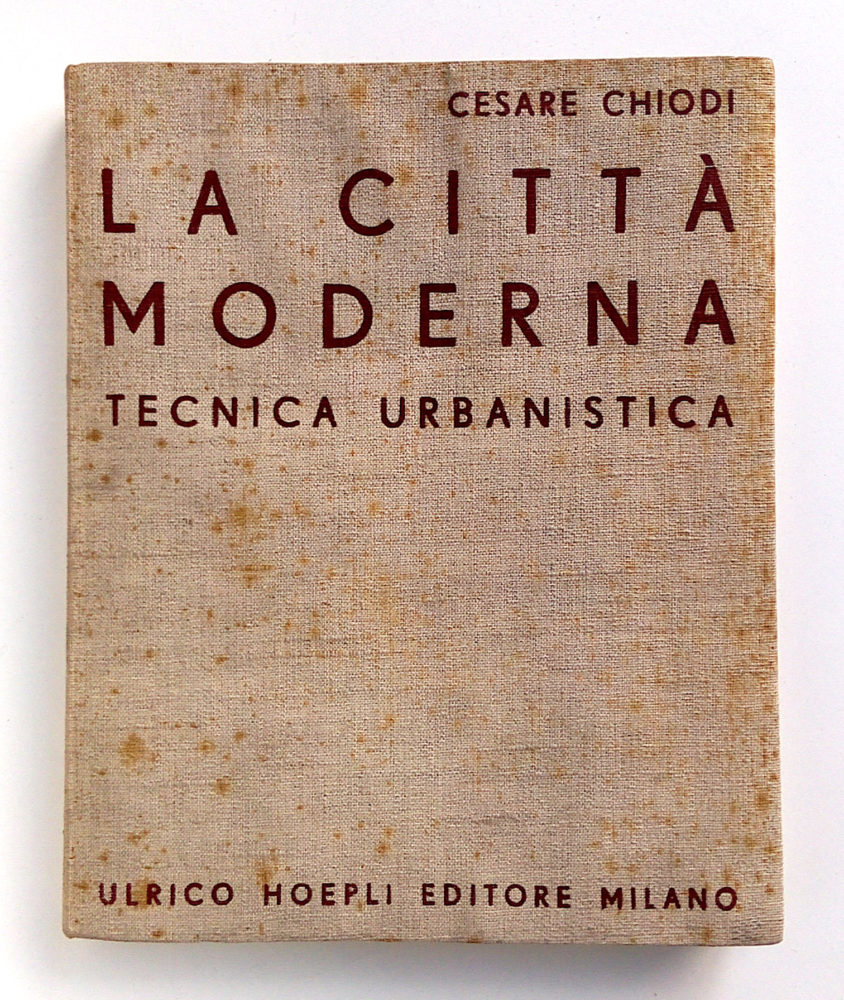 CESARE CHIODI
LA CITTÀ
MODERNA
TECNICA URBANISTICA
ULRICO HOEPLI EDITORE MILANO